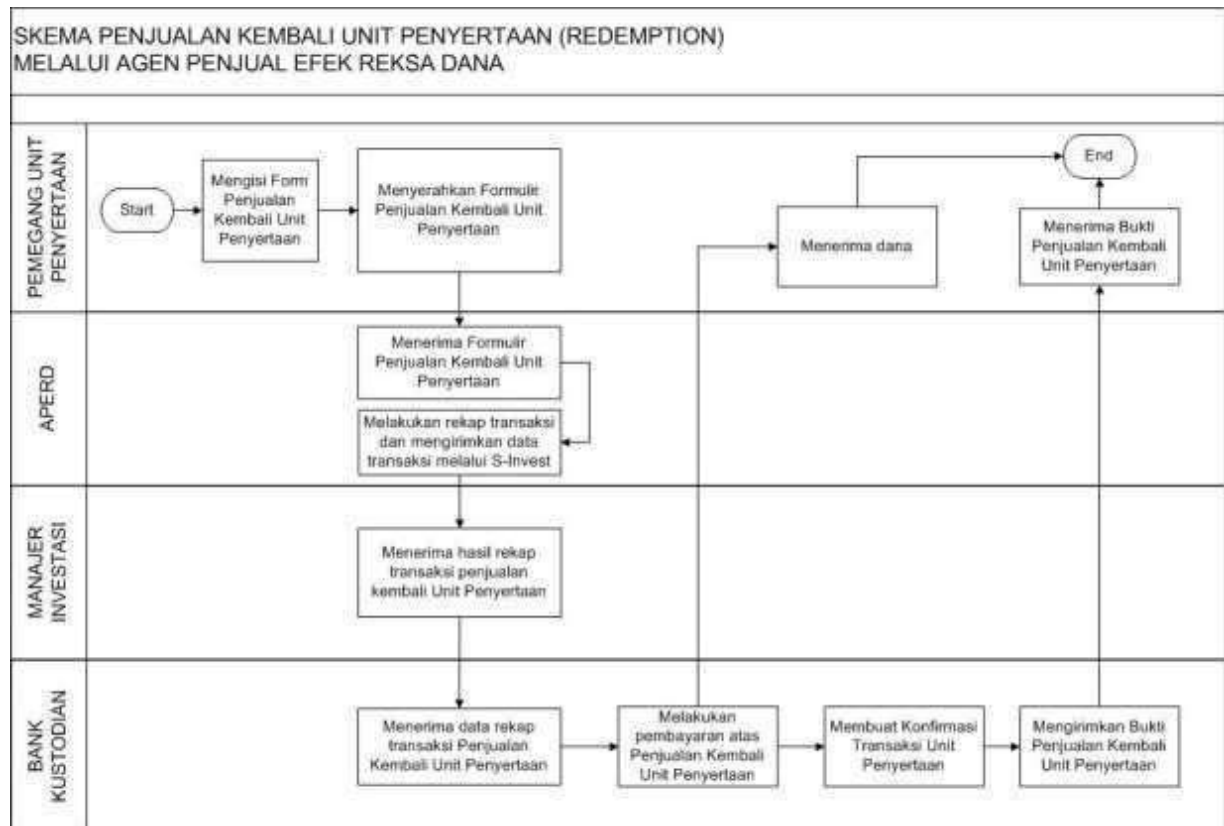 SKEMA PENJUALAN KEMBALI UNIT PENYERTAAN (REDEMPTION)
MELALUI AGEN PENJUAL EFEK REKSA DANA
PEMEGANG UNIT
PENYERTAAN
Start
Mengisi Form
Penjualan
Kembali Unit
Penyertaan
Menyerahkan Formulir
Penjualan Kembali Unit
Penyertaan
Menerima dana
End
Menerima Bukti
Penjualan Kembali
Unit Penyertaan
APERD
Menerima Formulir
Penjualan Kembali Unit
Penyertaan
Melakukan rekap transaksi
dan mengirimkan data
transaksi melalui S-Invest
MANAJER
INVESTASI
Menerima hasil rekap
transaksi penjualan
kembali Unit Penyertaan
BANK
KUSTODIAN
Menerima data rekap
transaksi Penjualan
Kembali Unit Penyertaan
Melakukan
pembayaran atas
Penjualan Kembali
Unit Penyertaan
Membuat Konfirmasi
Transaksi Unit
Penyertaan
Mengirimkan Bukti
Penjualan Kembali
Unit Penyertaan